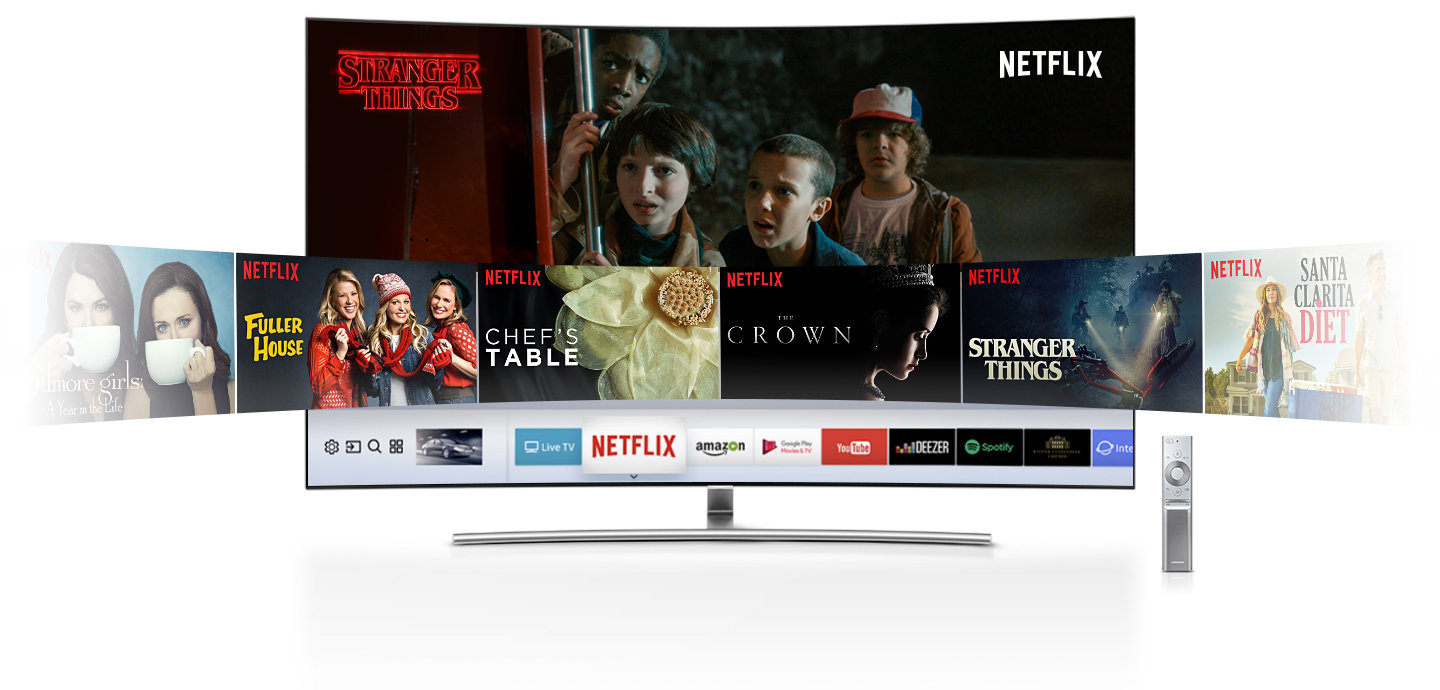 STRANGER
THINGS
NETFLIX
Gilmore girls:
A Year in the Life
NETFLIX
FULLER
HOUSE
NETFLIX
CHEF'S
TABLE
NETFLIX
THE
CROWN
NETFLIX
STRANGER
THINGS
NETFLIX
SANTA
CLARITA
DIET
Live TV
NETFLIX
amazon
Google Play
Movies & TV
YouTube
DEEZER
Spotify
Inte